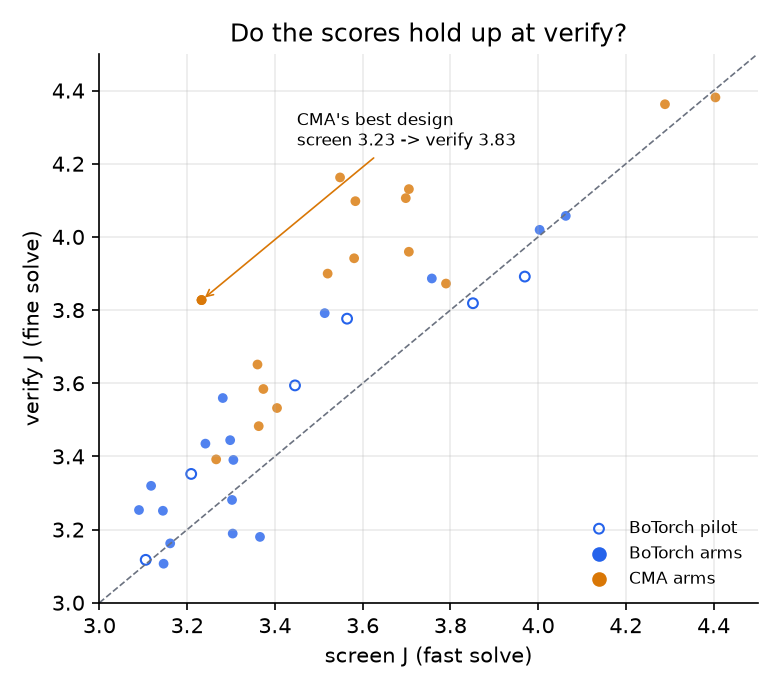 Do the scores hold up at verify?
CMA's best design
screen 3.23 -> verify 3.83
verify J (fine solve)
4.4
4.2
4.0
3.8
3.6
3.4
3.2
3.0
BoTorch pilot
BoTorch arms
CMA arms
3.0 3.2 3.4 3.6 3.8 4.0 4.2 4.4
screen J (fast solve)